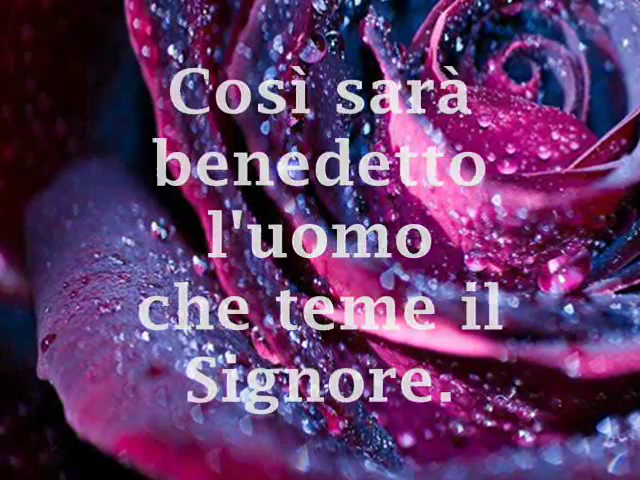 Così sarà
benedetto
l'uomo
che teme il
Signore.